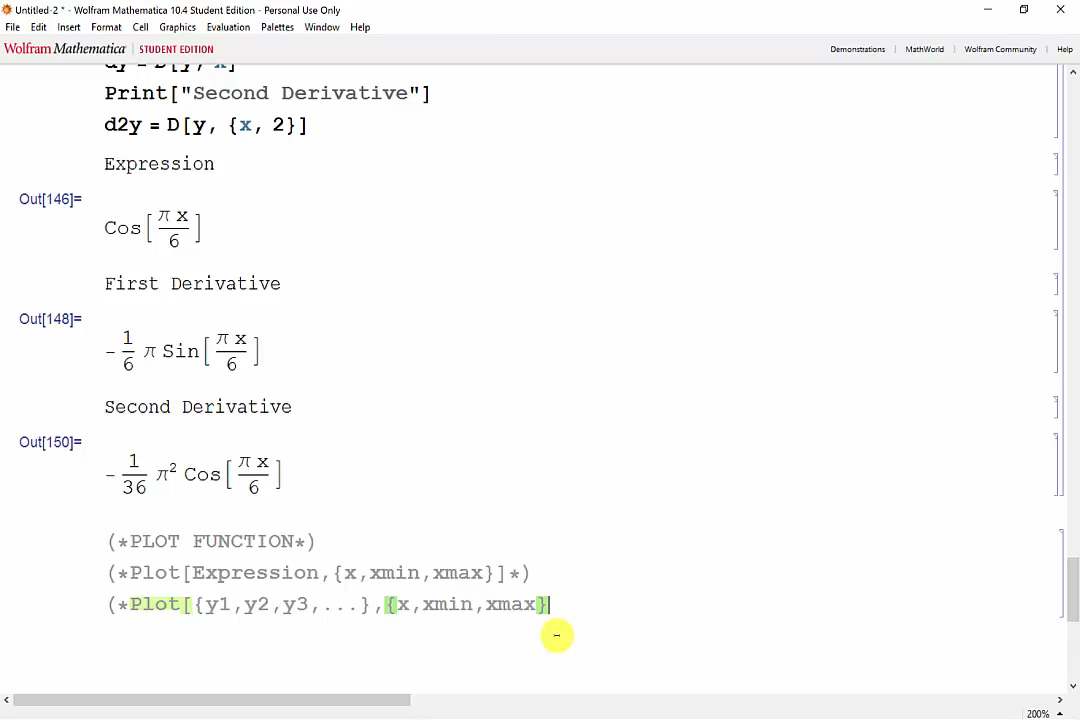 Untitled-2 * - Wolfram Mathematica 10.4 Student Edition - Personal Use Only
File Edit Insert Format Cell Graphics Evaluation Palettes Window Help
Wolfram Mathematica | STUDENT EDITION Demonstrations | MathWorld | Wolfram Community | Help
dy = D[y, x]
Print["Second Derivative"]
d2y = D[y, {x, 2}]
Expression
Out[146]=
Cos[π x/6]
First Derivative
Out[148]=
-1/6 π Sin[π x/6]
Second Derivative
Out[150]=
-1/36 π² Cos[π x/6]
(*PLOT FUNCTION*)
(*Plot[Expression,{x,xmin,xmax}]*)
(*Plot[{y1,y2,y3,...},{x,xmin,xmax}
200%